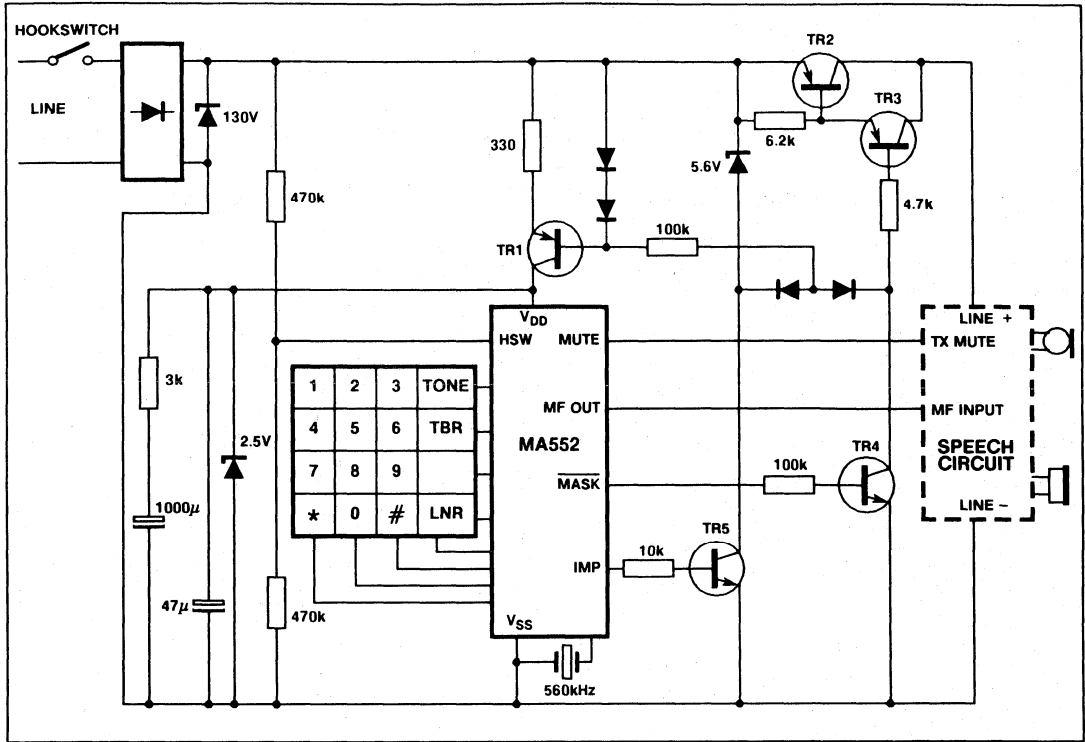 HOOKSWITCH
LINE
130V
470k
330
TR1
100k
5.6V
6.2k
TR2
TR3
4.7k
3k
1000μ
47μ
2.5V
470k
1 2 3 TONE
4 5 6 TBR
7 8 9
* 0 # LNR
VDD
HSW
MUTE
MF OUT
MA552
MASK
IMP
VSS
560kHz
10k
TR5
100k
TR4
LINE +
TX MUTE
MF INPUT
SPEECH
CIRCUIT
LINE –